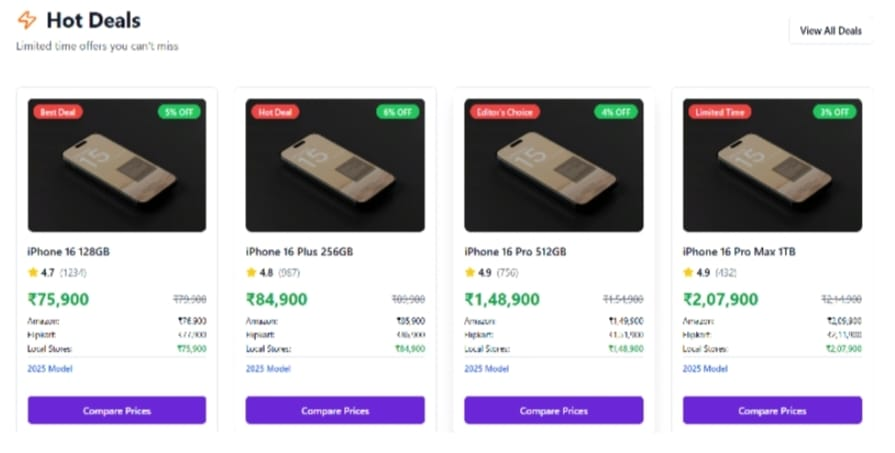 Hot Deals
Limited time offers you can't miss
View All Deals
Best Deal
5% OFF
15
iPhone 16 128GB
4.7 (1234)
₹75,900 ₹79,900
Amazon: ₹76,900
Flipkart: ₹77,900
Local Stores: ₹75,900
2025 Model
Compare Prices
Hot Deal
6% OFF
15
iPhone 16 Plus 256GB
4.8 (987)
₹84,900 ₹89,900
Amazon: ₹85,900
Flipkart: ₹86,900
Local Stores: ₹84,900
2025 Model
Compare Prices
Editor's Choice
4% OFF
15
iPhone 16 Pro 512GB
4.9 (756)
₹1,48,900 ₹1,54,900
Amazon: ₹1,49,900
Flipkart: ₹1,51,900
Local Stores: ₹1,48,900
2025 Model
Compare Prices
Limited Time
3% OFF
15
iPhone 16 Pro Max 1TB
4.9 (432)
₹2,07,900 ₹2,14,900
Amazon: ₹2,09,900
Flipkart: ₹2,11,900
Local Stores: ₹2,07,900
2025 Model
Compare Prices